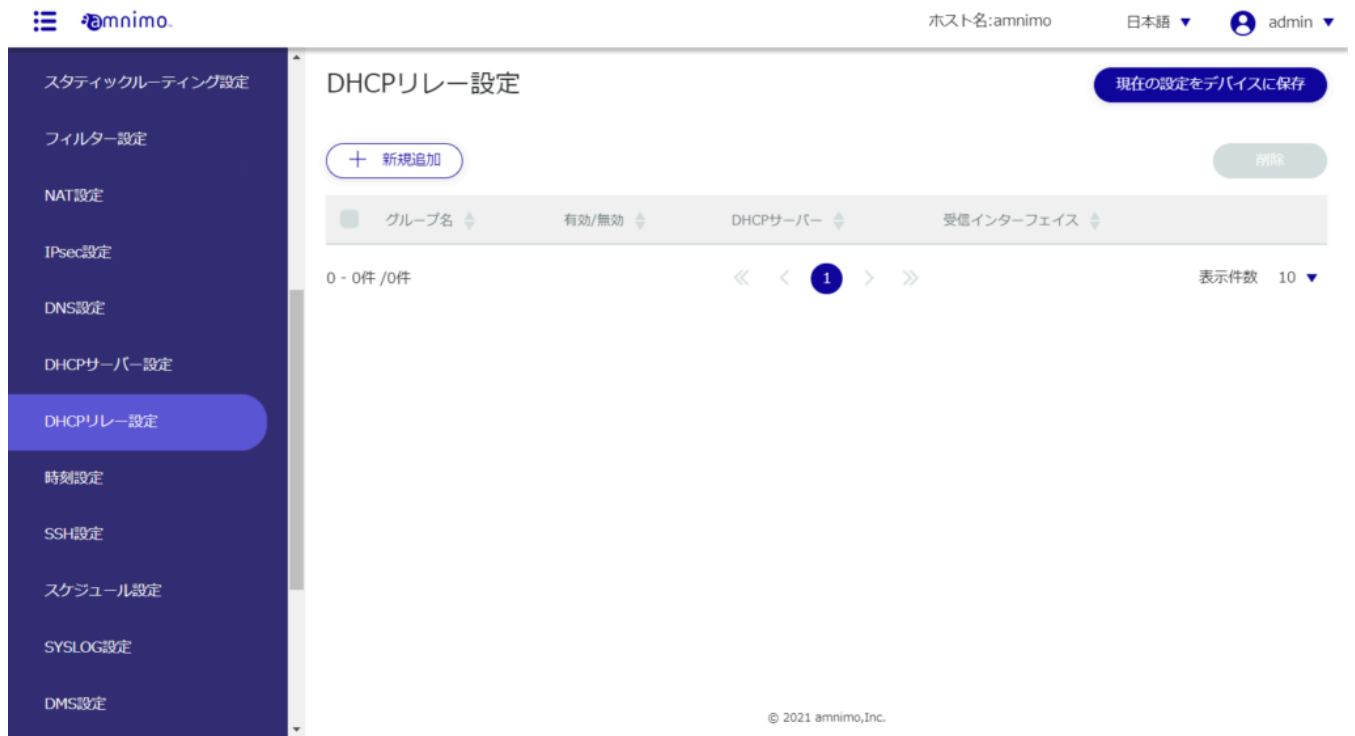 amnimo
ホスト名:amnimo
日本語 ▼
admin ▼
スタティックルーティング設定
フィルター設定
NAT設定
IPsec設定
DNS設定
DHCPサーバー設定
DHCPリレー設定
時刻設定
SSH設定
スケジュール設定
SYSLOG設定
DMS設定
DHCPリレー設定
現在の設定をデバイスに保存
＋ 新規追加
削除
グループ名 有効/無効 DHCPサーバー 受信インターフェイス
0 - 0件 /0件 1 表示件数 10 ▼
© 2021 amnimo,Inc.